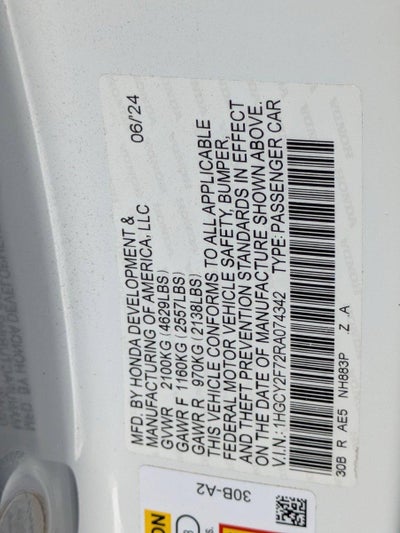 MFD. BY HONDA DEVELOPMENT & 06/'24
MANUFACTURING OF AMERICA, LLC
GVWR 2100KG (4629LBS)
GAWR F 1160KG (2557LBS)
GAWR R 970KG (2138LBS)
THIS VEHICLE CONFORMS TO ALL APPLICABLE
FEDERAL MOTOR VEHICLE SAFETY, BUMPER,
AND THEFT PREVENTION STANDARDS IN EFFECT
ON THE DATE OF MANUFACTURE SHOWN ABOVE.
V.I.N.: 1HGCY2F72RA074342 TYPE: PASSENGER CAR
30B R AE5 NH883P Z .A
30B-A2